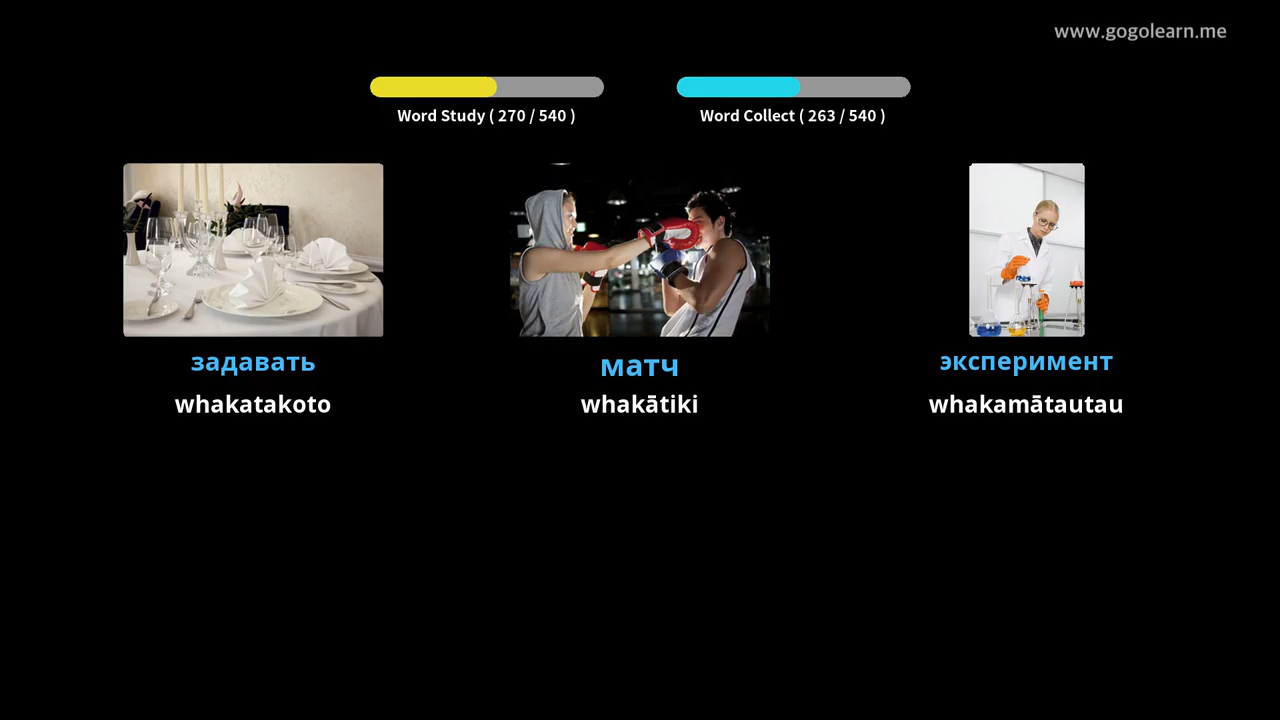 www.gogolearn.me
Word Study ( 270 / 540 )
Word Collect ( 263 / 540 )
задавать
матч
эксперимент
whakatakoto
whakātiki
whakamātautau